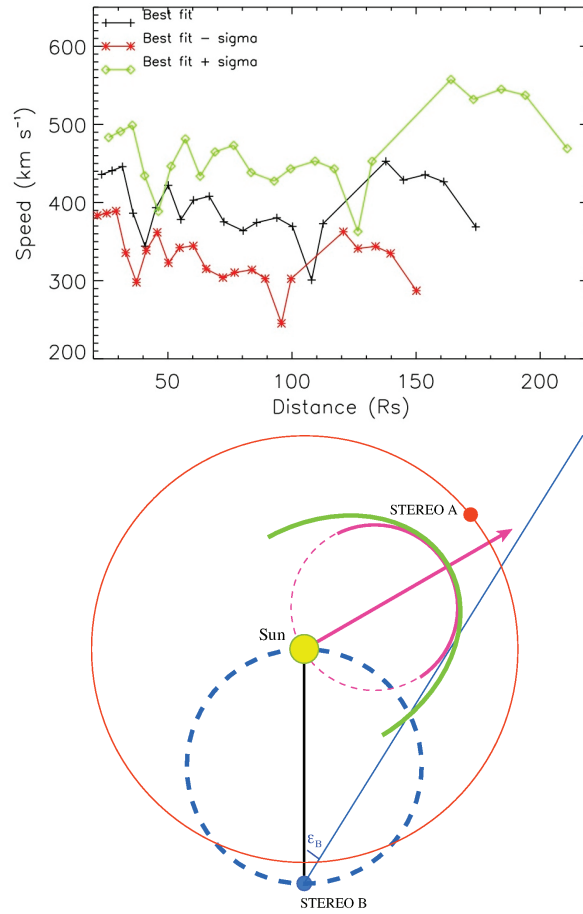 Best fit
Best fit - sigma
Best fit + sigma
600
500
400
300
200
Speed (km s⁻¹)
50
100
150
200
Distance (Rs)
STEREO A
Sun
ε_B
STEREO B